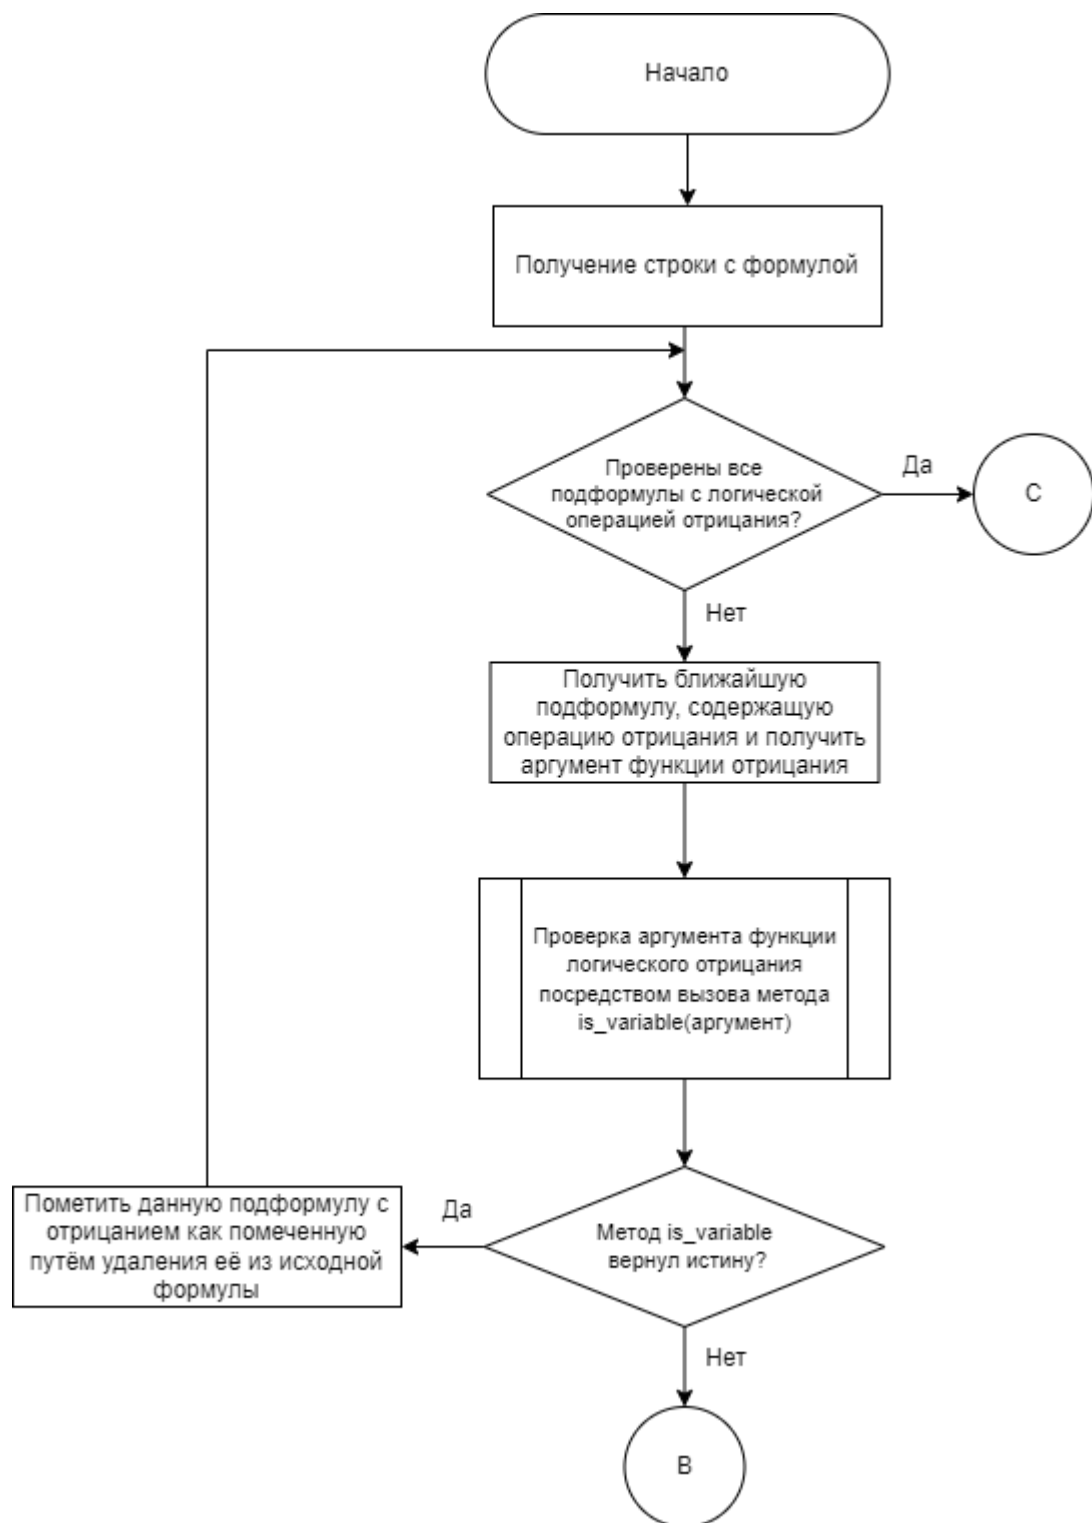 Начало
Получение строки с формулой
Проверены все
подформулы с логической
операцией отрицания?
Да
C
Нет
Получить ближайшую
подформулу, содержащую
операцию отрицания и получить
аргумент функции отрицания
Проверка аргумента функции
логического отрицания
посредством вызова метода
is_variable(аргумент)
Пометить данную подформулу с
отрицанием как помеченную
путём удаления её из исходной
формулы
Да
Метод is_variable
вернул истину?
Нет
B